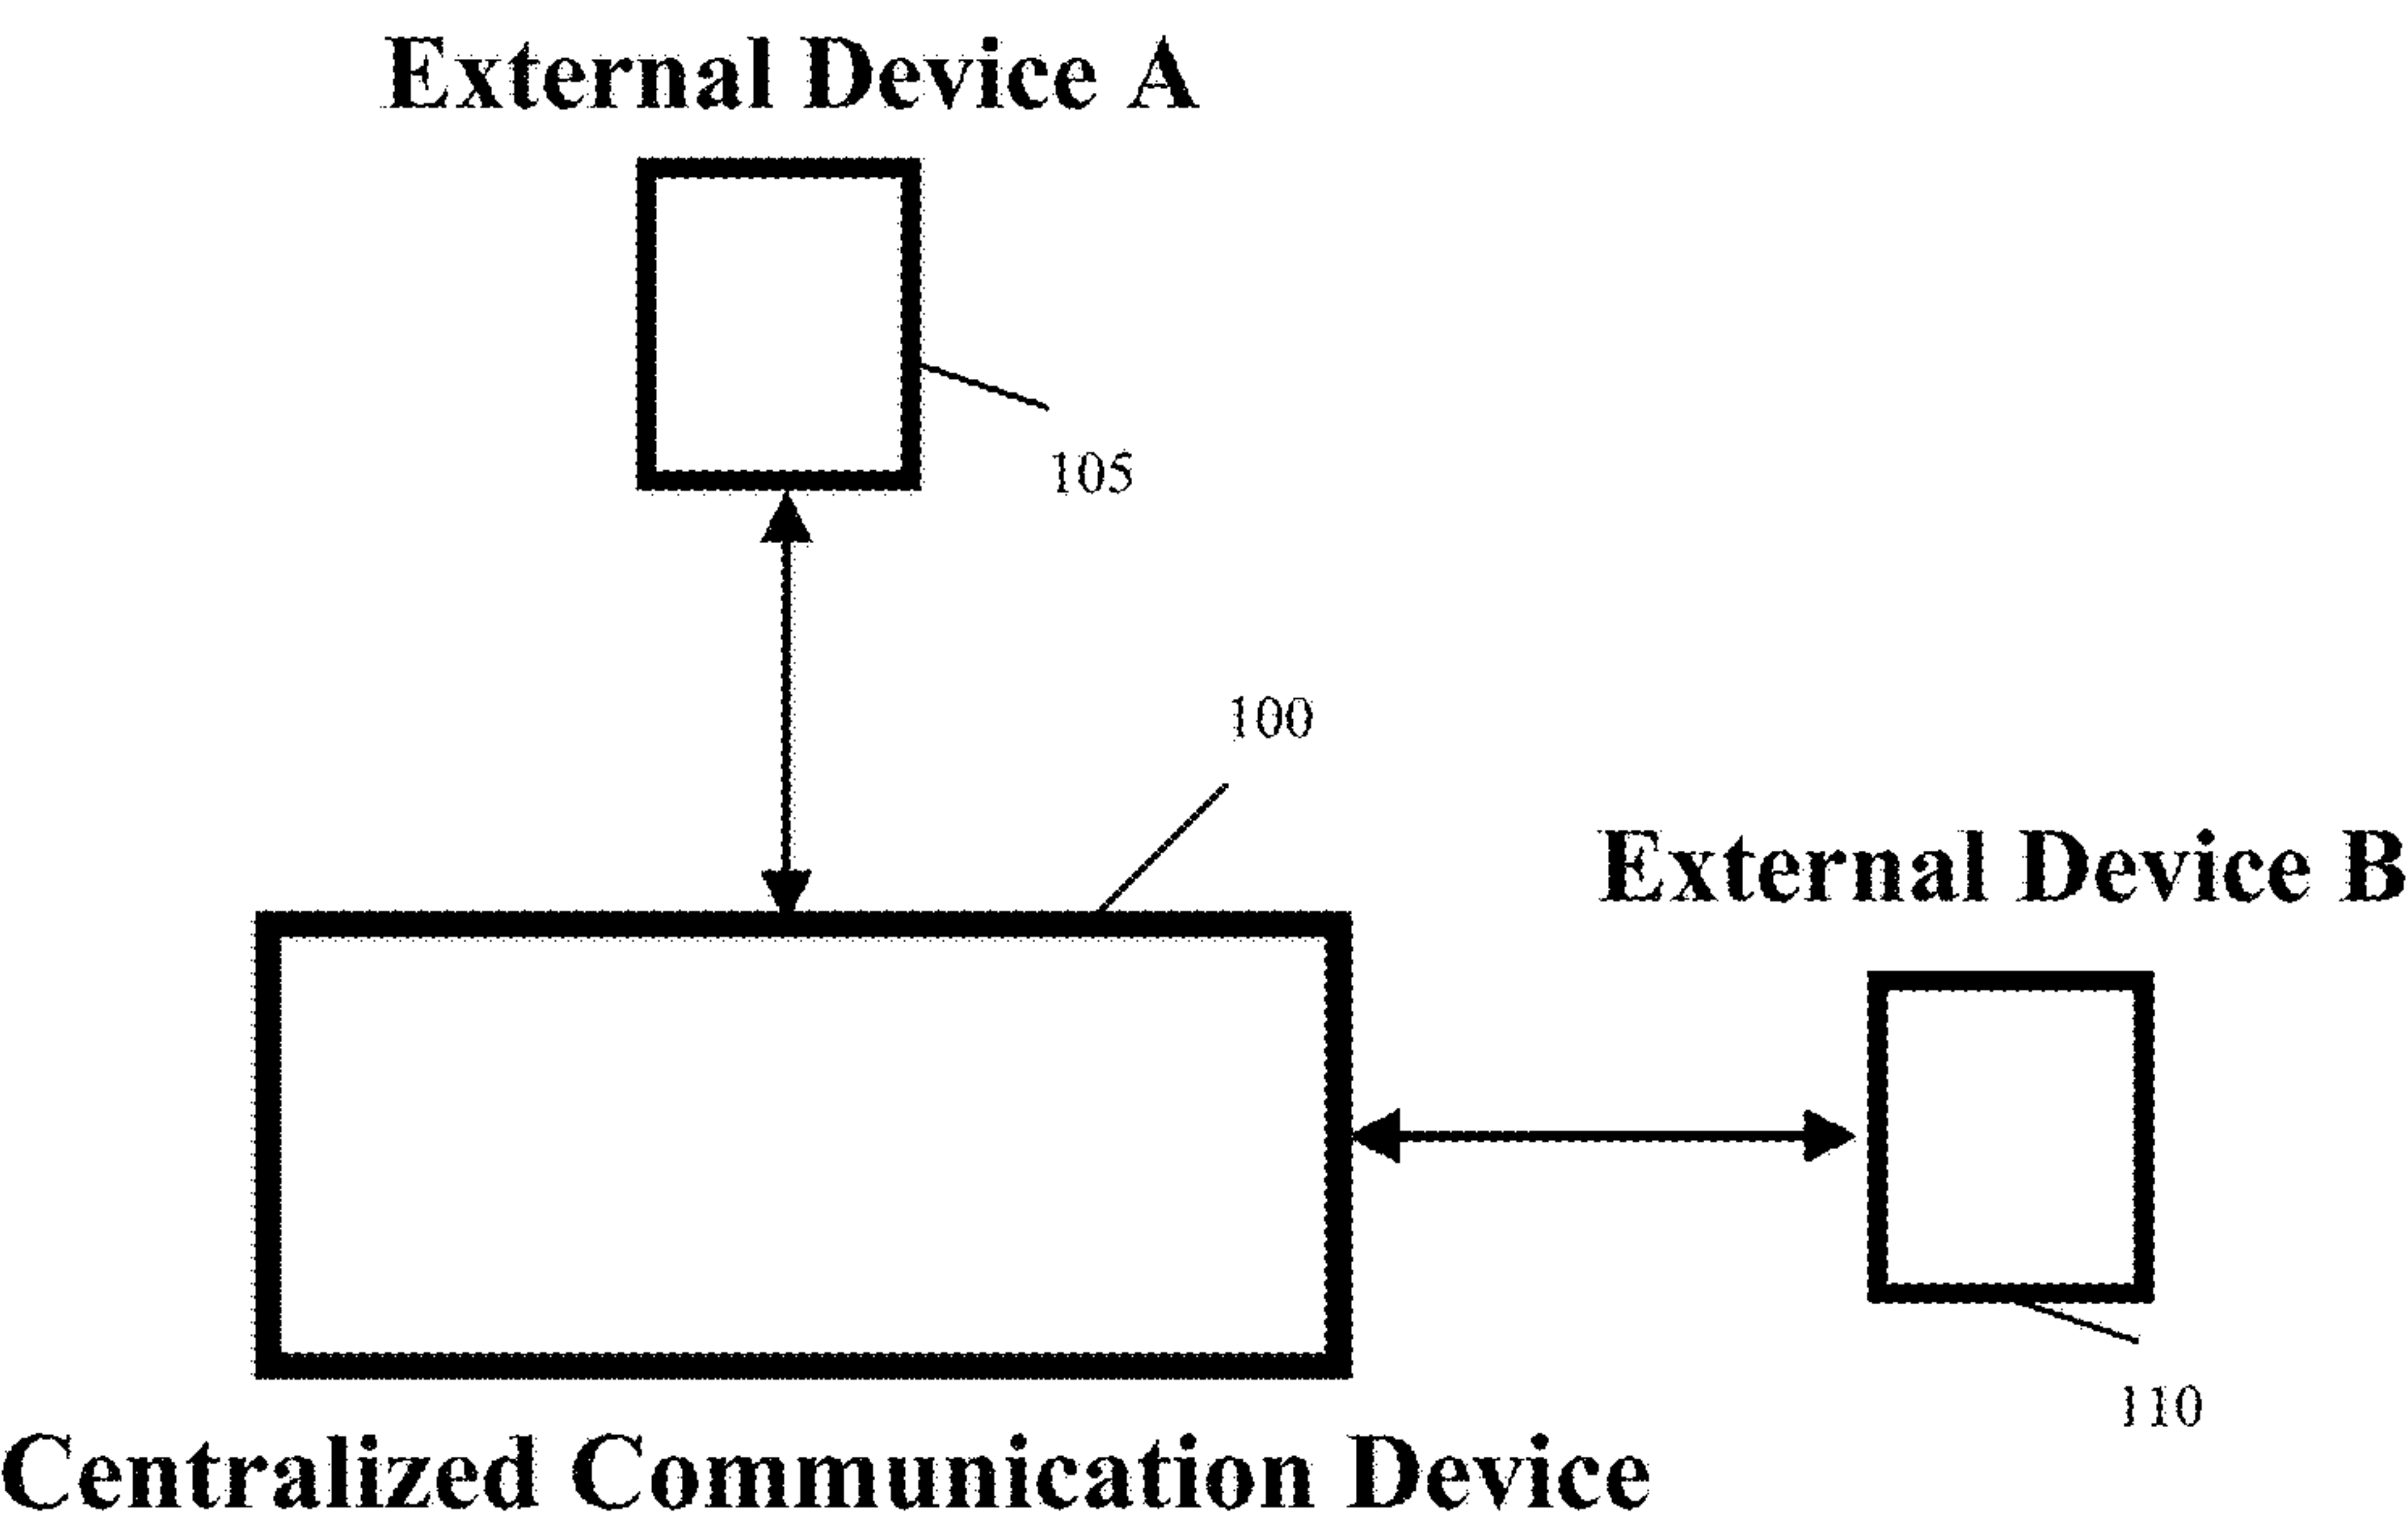 External Device A
105
100
External Device B
110
Centralized Communication Device